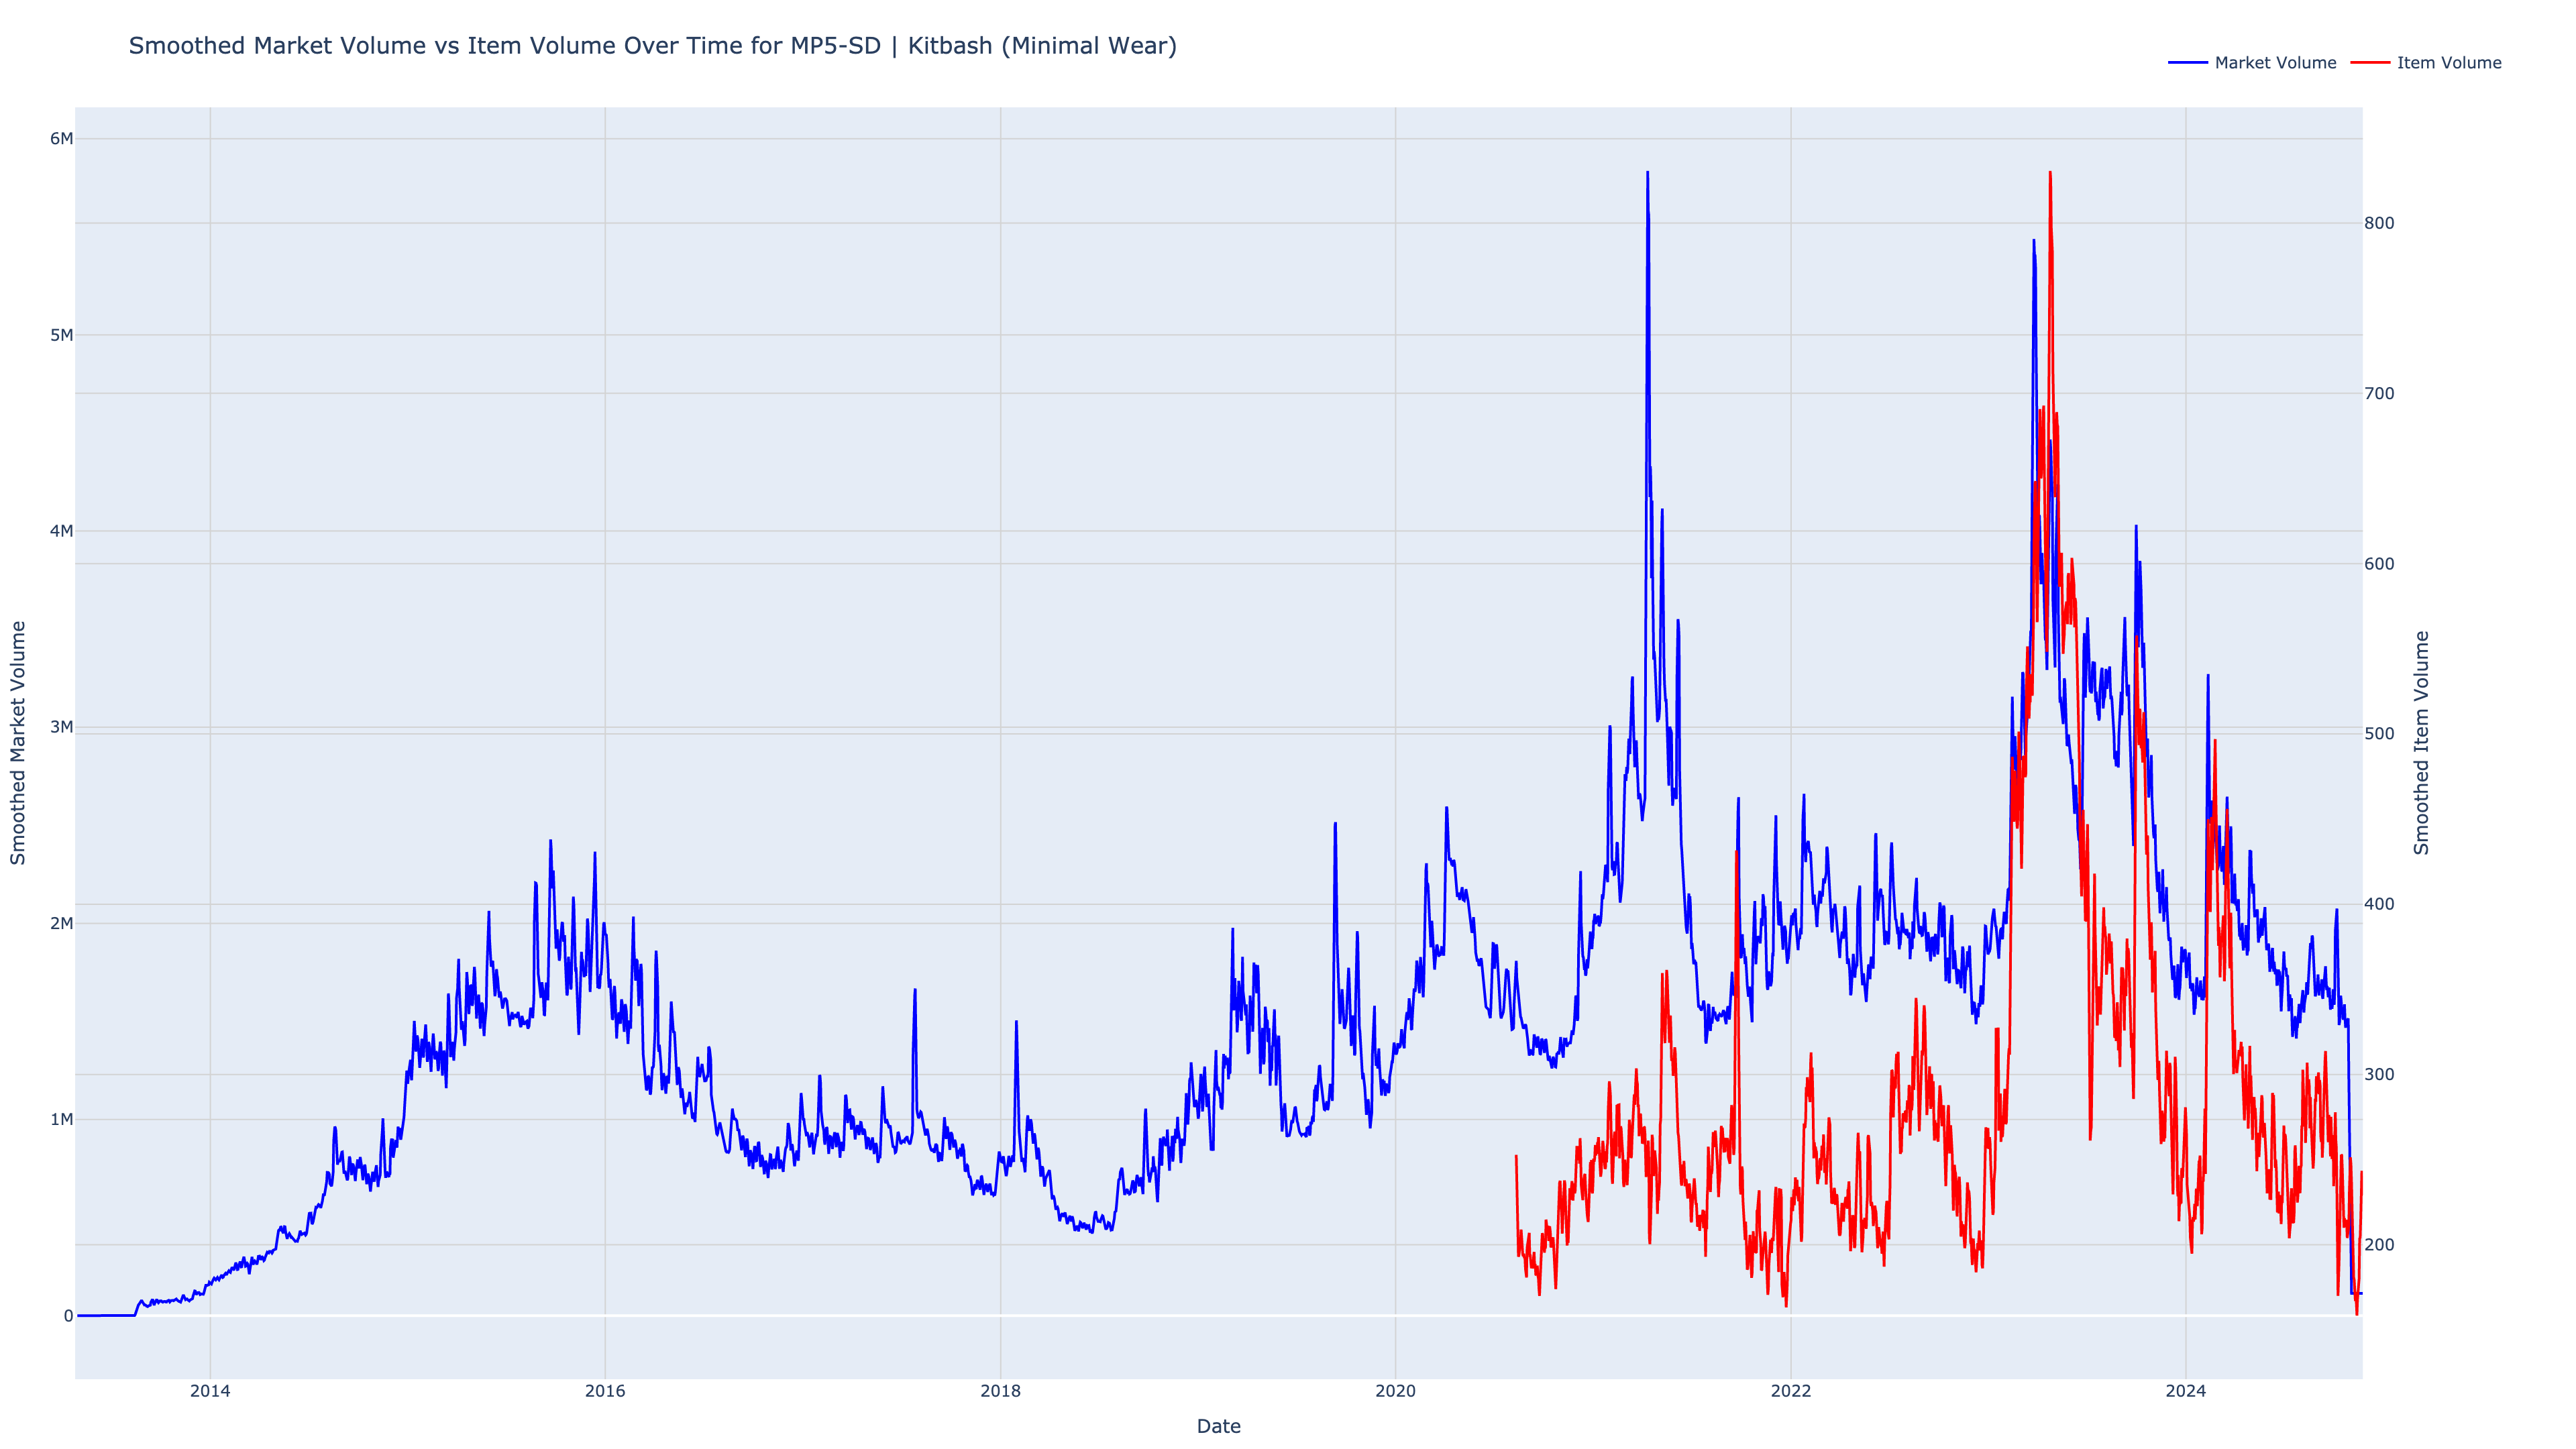 Smoothed Market Volume vs Item Volume Over Time for MP5-SD | Kitbash (Minimal Wear)
Market Volume
Item Volume
6M
5M
4M
3M
2M
1M
0
Smoothed Market Volume
800
700
600
500
400
300
200
Smoothed Item Volume
2014
2016
2018
2020
2022
2024
Date